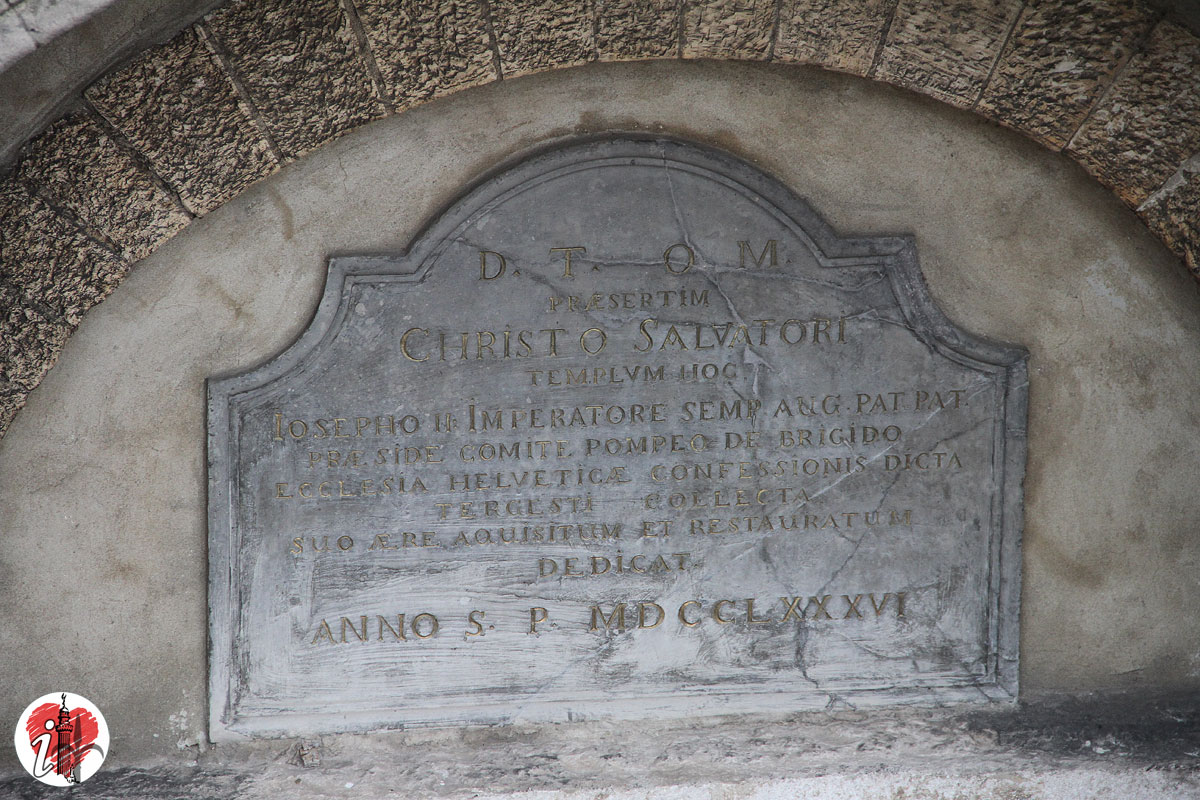 D. T. O M.
PRÆSERTIM
CHRISTO SALVATORI
TEMPLVM HOC
IOSEPHO II. IMPERATORE SEMP AUG. PAT PAT.
PRÆSIDE COMITE POMPEO DE BRIGIDO
ECCLESIA HELVETICÆ CONFESSIONIS DICTA
TERGESTI COLLECTA
SUO ÆRE AQUISITUM ET RESTAURATUM
DEDICAT
ANNO S. P. MDCCLXXXVI